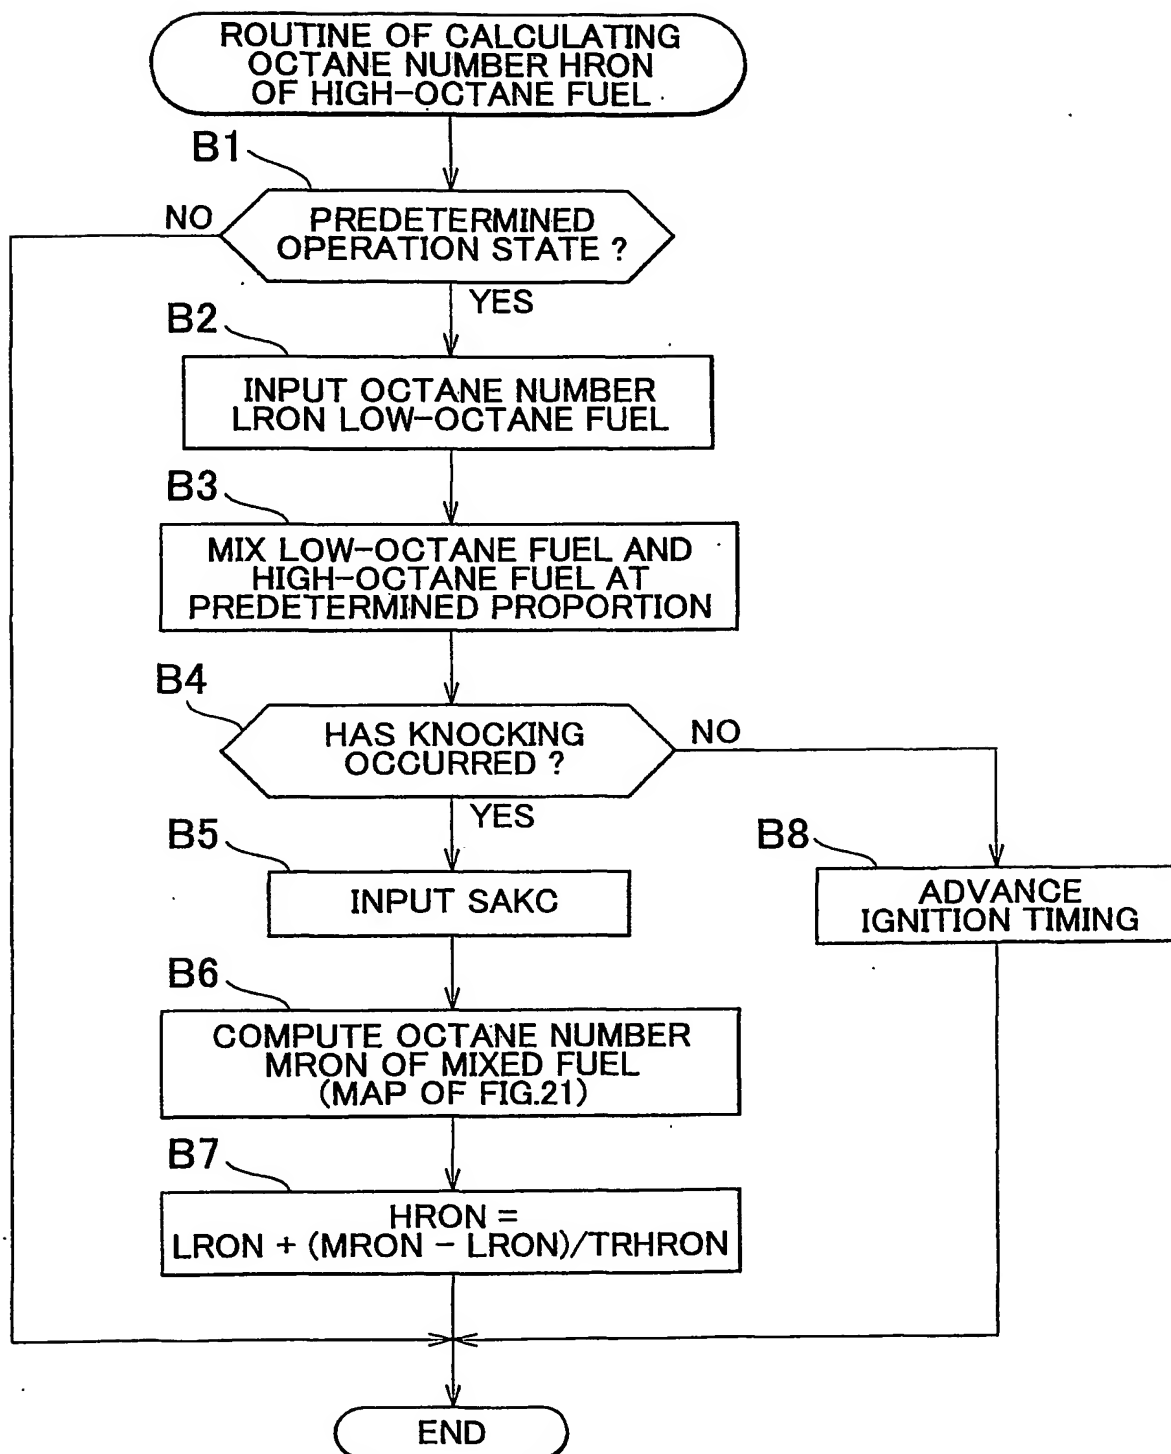 ROUTINE OF CALCULATING
OCTANE NUMBER HRON
OF HIGH-OCTANE FUEL
B1
NO
PREDETERMINED
OPERATION STATE ?
YES
B2
INPUT OCTANE NUMBER
LRON LOW-OCTANE FUEL
B3
MIX LOW-OCTANE FUEL AND
HIGH-OCTANE FUEL AT
PREDETERMINED PROPORTION
B4
HAS KNOCKING
OCCURRED ?
NO
YES
B5
INPUT SAKC
B8
ADVANCE
IGNITION TIMING
B6
COMPUTE OCTANE NUMBER
MRON OF MIXED FUEL
(MAP OF FIG.21)
B7
HRON =
LRON + (MRON - LRON)/TRHRON
END